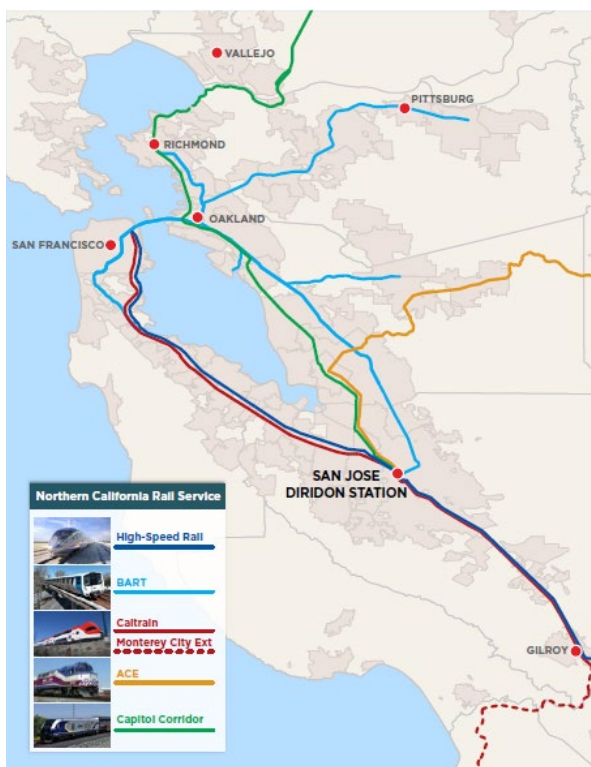 VALLEJO
PITTSBURG
RICHMOND
OAKLAND
SAN FRANCISCO
SAN JOSE
DIRIDON STATION
GILROY
Northern California Rail Service
High-Speed Rail
BART
Caltrain
Monterey City Ext
ACE
Capitol Corridor